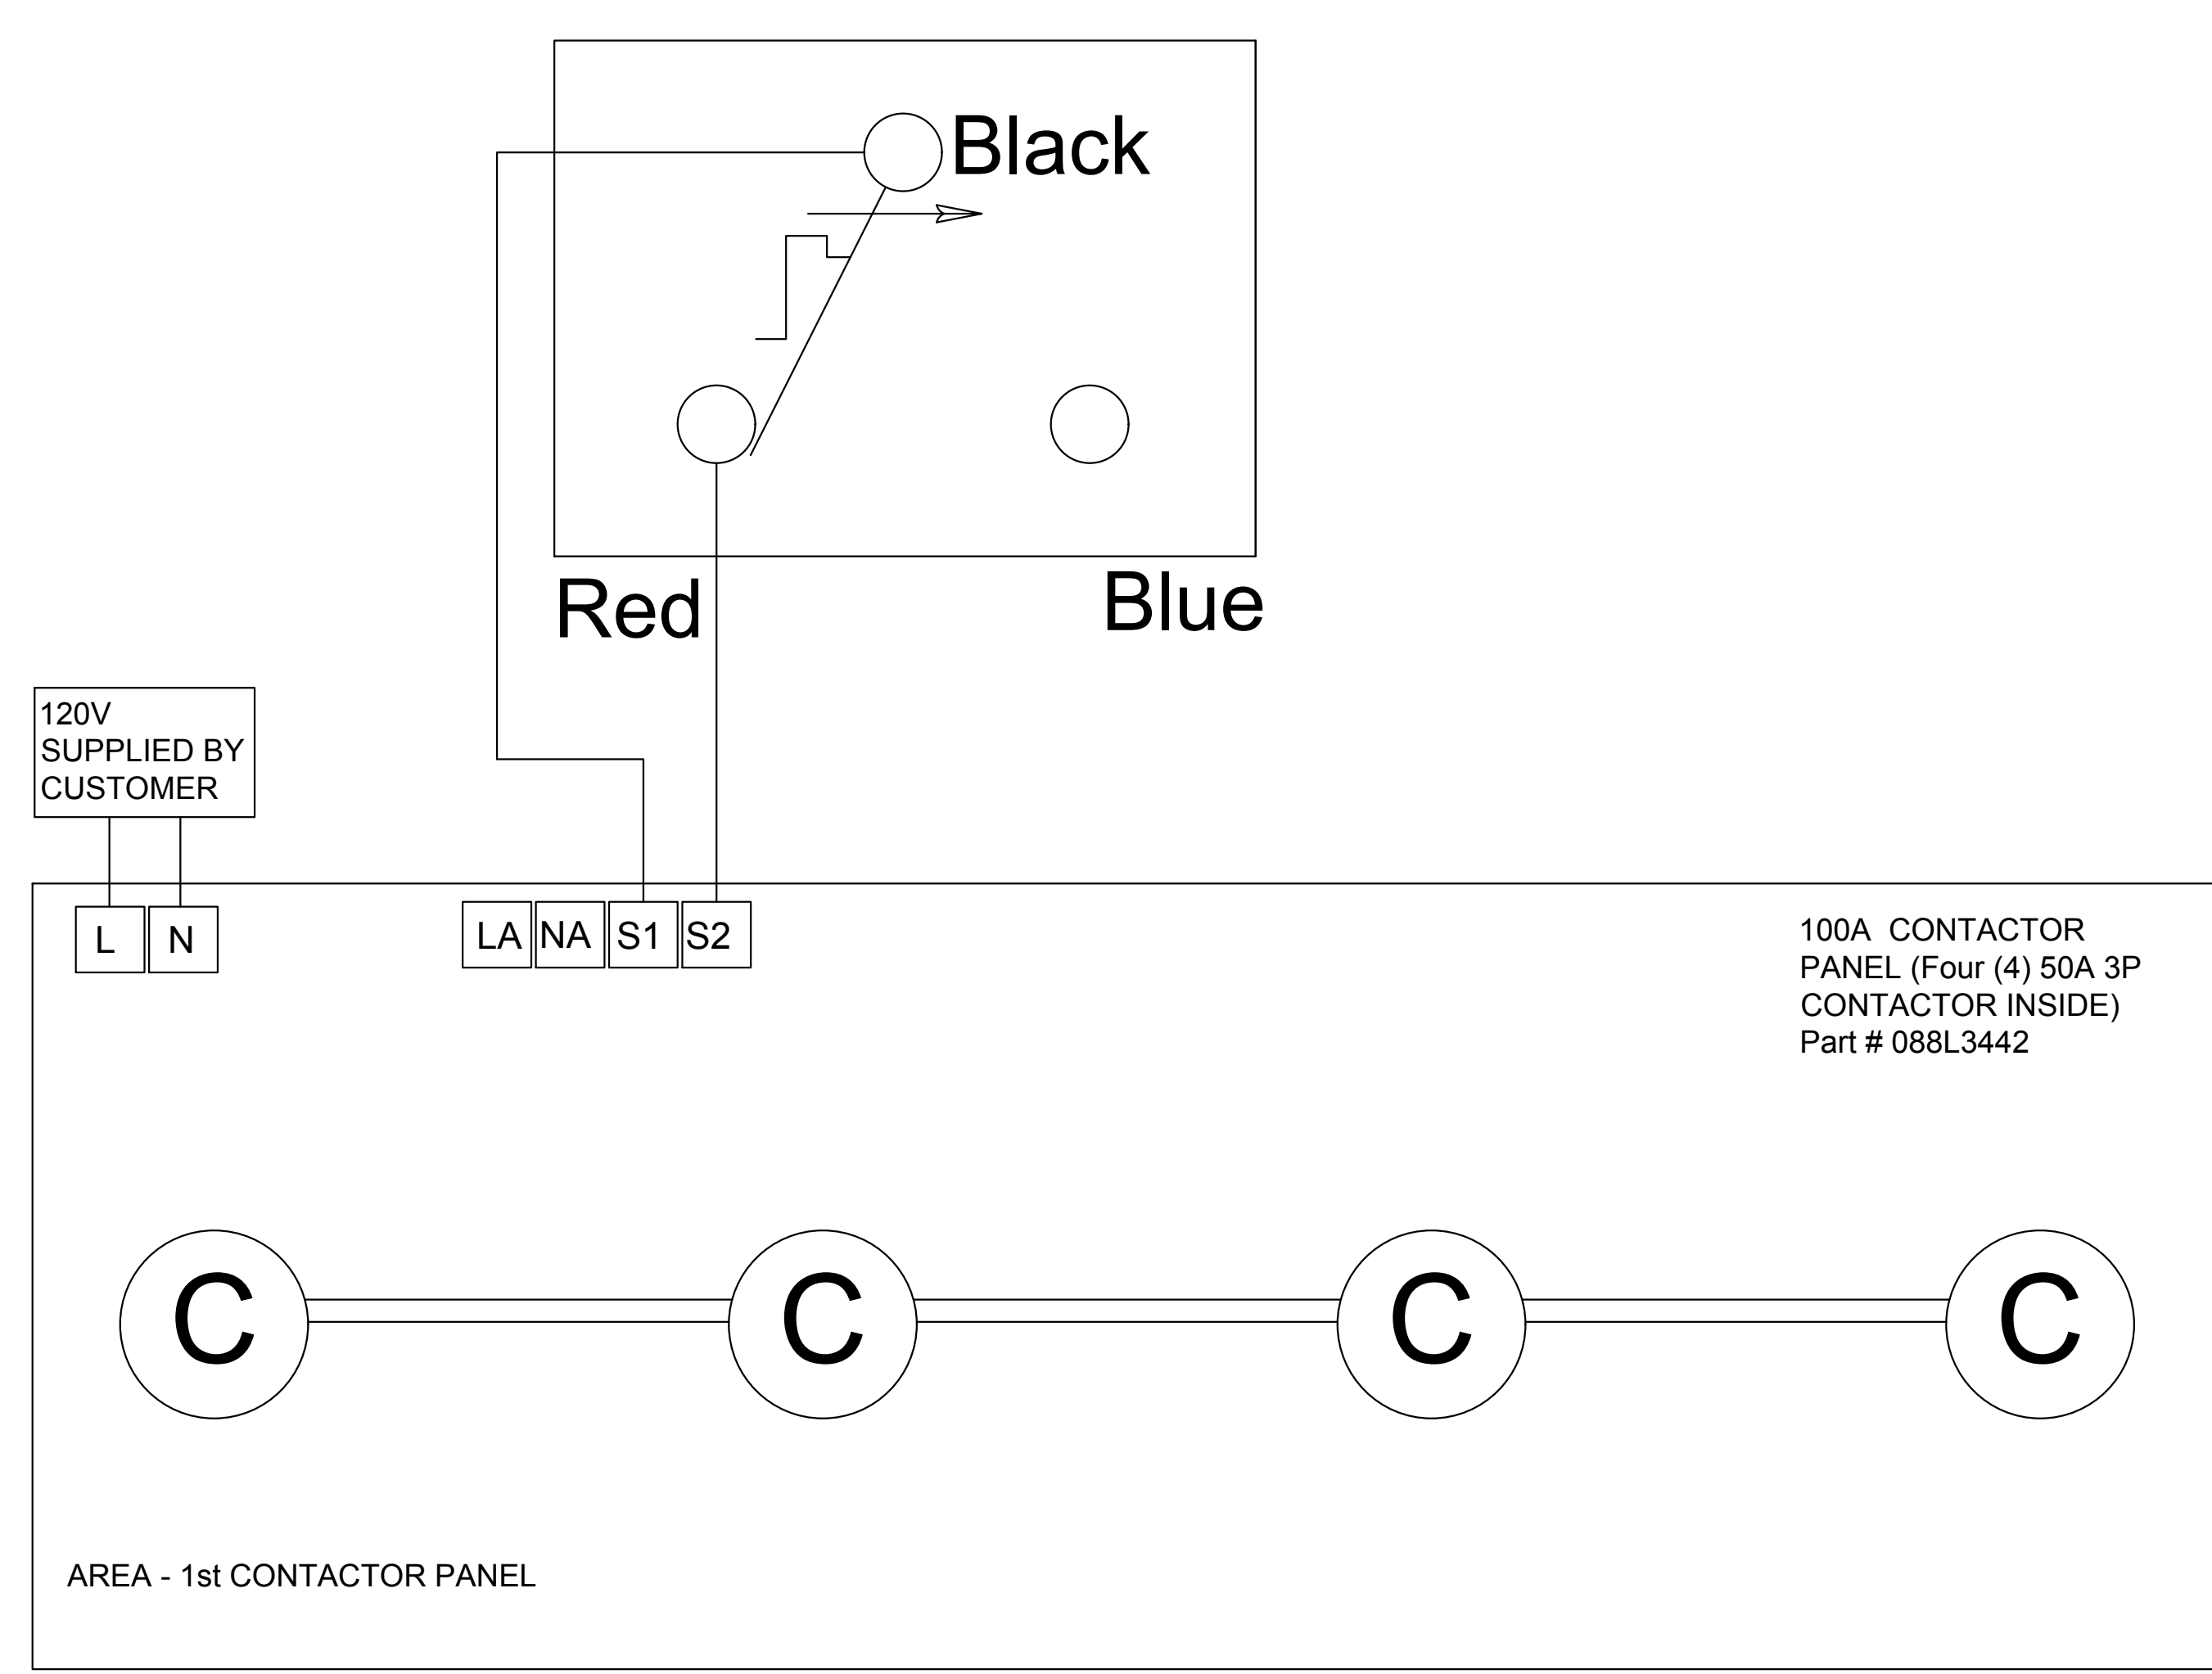 Black
Red
Blue
120V
SUPPLIED BY
CUSTOMER
L
N
LA
NA
S1
S2
100A CONTACTOR
PANEL (Four (4) 50A 3P
CONTACTOR INSIDE)
Part # 088L3442
C
C
C
C
AREA - 1st CONTACTOR PANEL